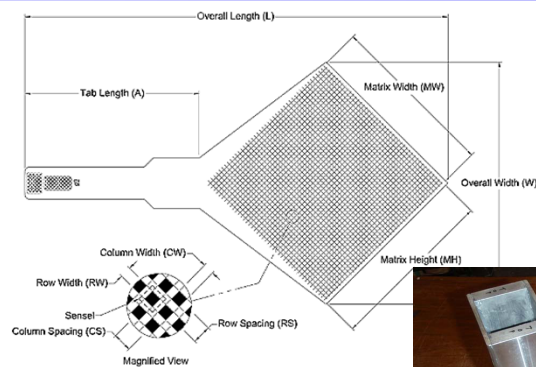 Overall Length (L)
Tab Length (A)
Matrix Width (MW)
Overall Width (W)
Matrix Height (MH)
Column Width (CW)
Row Width (RW)
Sensel
Column Spacing (CS)
Row Spacing (RS)
Magnified View